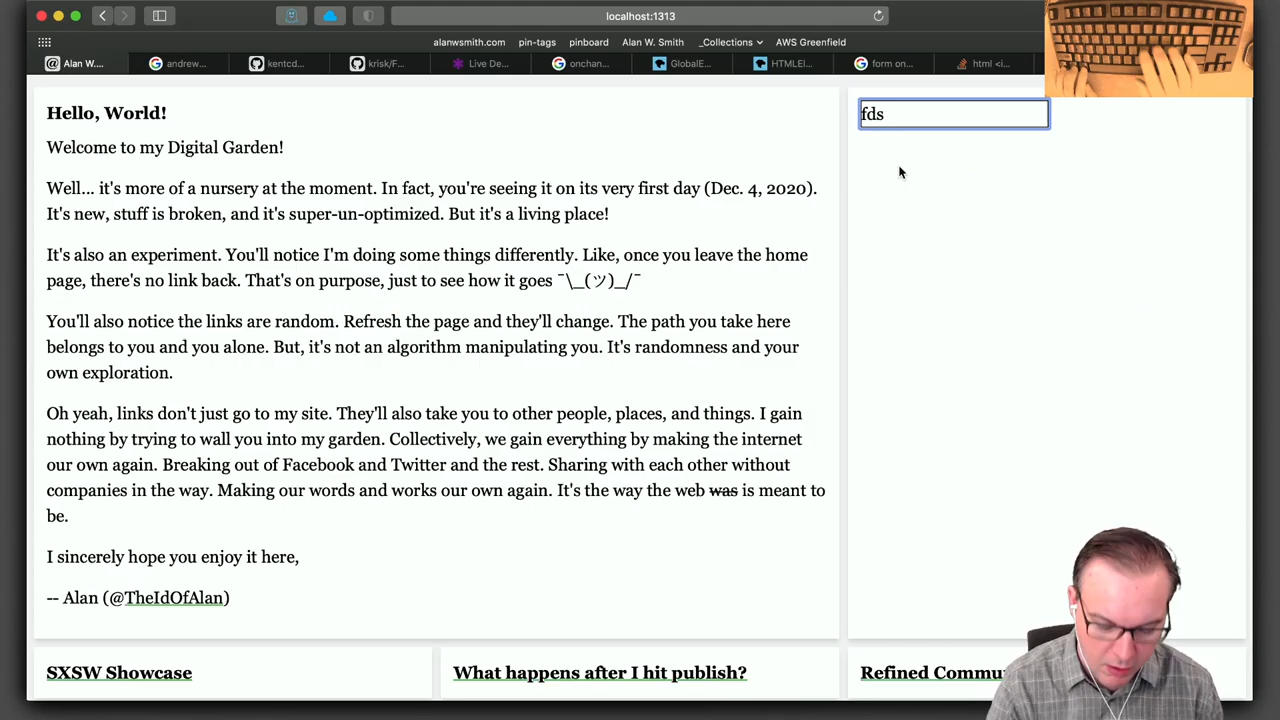 localhost:1313
alanwsmith.com pin-tags pinboard Alan W. Smith _Collections AWS Greenfield
Alan W.... andrew... kentcd... krisk/F... Live De... onchan... GlobalE... HTMLEl... form on... html <i...
Hello, World!
Welcome to my Digital Garden!
Well... it's more of a nursery at the moment. In fact, you're seeing it on its very first day (Dec. 4, 2020).
It's new, stuff is broken, and it's super-un-optimized. But it's a living place!
It's also an experiment. You'll notice I'm doing some things differently. Like, once you leave the home
page, there's no link back. That's on purpose, just to see how it goes ¯\_(ツ)_/¯
You'll also notice the links are random. Refresh the page and they'll change. The path you take here
belongs to you and you alone. But, it's not an algorithm manipulating you. It's randomness and your
own exploration.
Oh yeah, links don't just go to my site. They'll also take you to other people, places, and things. I gain
nothing by trying to wall you into my garden. Collectively, we gain everything by making the internet
our own again. Breaking out of Facebook and Twitter and the rest. Sharing with each other without
companies in the way. Making our words and works our own again. It's the way the web was is meant to
be.
I sincerely hope you enjoy it here,
-- Alan (@TheIdOfAlan)
fds
SXSW Showcase
What happens after I hit publish?
Refined Commu